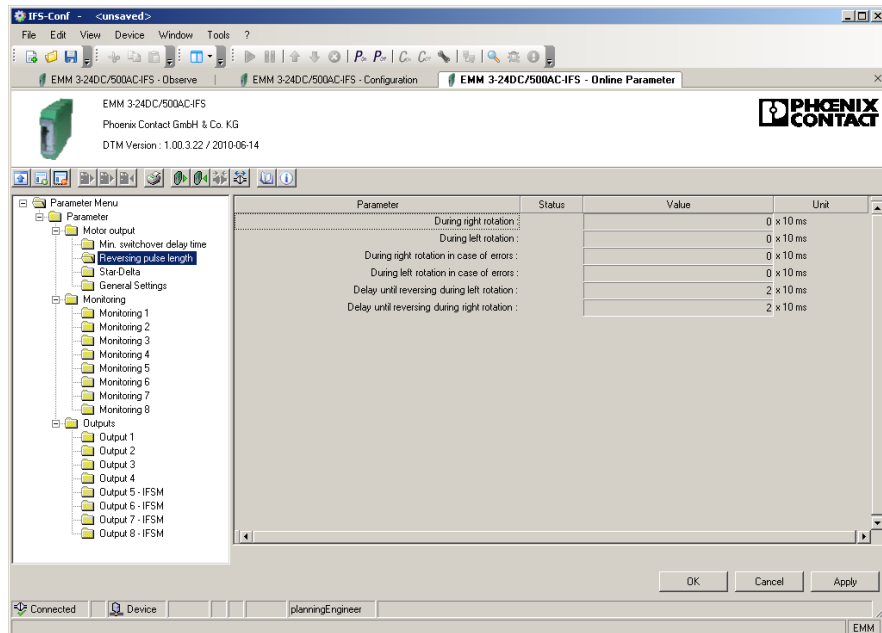 IFS-Conf - <unsaved>
File Edit View Device Window Tools ?
EMM 3-24DC/500AC-IFS - Observe | EMM 3-24DC/500AC-IFS - Configuration EMM 3-24DC/500AC-IFS - Online Parameter
EMM 3-24DC/500AC-IFS
Phoenix Contact GmbH & Co. KG
DTM Version : 1.00.3.22 / 2010-06-14
PHŒNIX
CONTACT
Parameter Menu
Parameter
Motor output
Min. switchover delay time
Reversing pulse length
Star-Delta
General Settings
Monitoring
Monitoring 1
Monitoring 2
Monitoring 3
Monitoring 4
Monitoring 5
Monitoring 6
Monitoring 7
Monitoring 8
Outputs
Output 1
Output 2
Output 3
Output 4
Output 5 - IFSM
Output 6 - IFSM
Output 7 - IFSM
Output 8 - IFSM
Parameter Status Value Unit
During right rotation : 0 x 10 ms
During left rotation : 0 x 10 ms
During right rotation in case of errors : 0 x 10 ms
During left rotation in case of errors : 0 x 10 ms
Delay until reversing during left rotation : 2 x 10 ms
Delay until reversing during right rotation : 2 x 10 ms
OK Cancel Apply
Connected Device planningEngineer
EMM